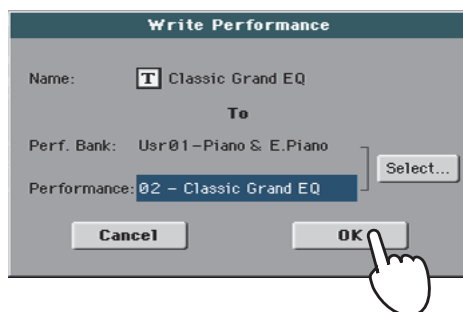 Write Performance
Name: T Classic Grand EQ
To
Perf. Bank: Usr01-Piano & E.Piano
Select...
Performance: 02 - Classic Grand EQ
Cancel OK